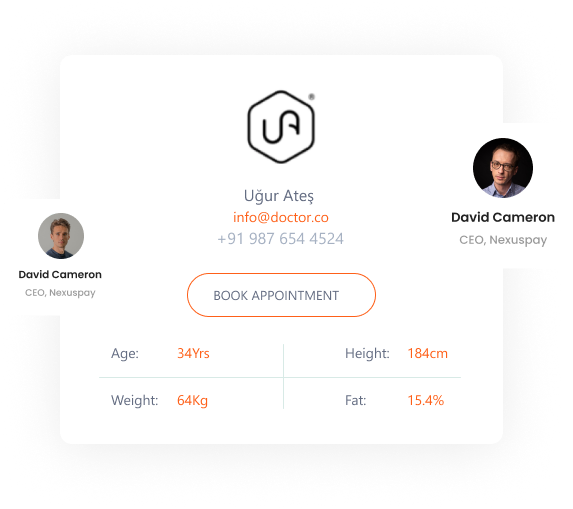 UA®
Uğur Ateş
info@doctor.co
+91 987 654 4524
David Cameron
CEO, Nexuspay
David Cameron
CEO, Nexuspay
BOOK APPOINTMENT
Age: 34Yrs Height: 184cm
Weight: 64Kg Fat: 15.4%